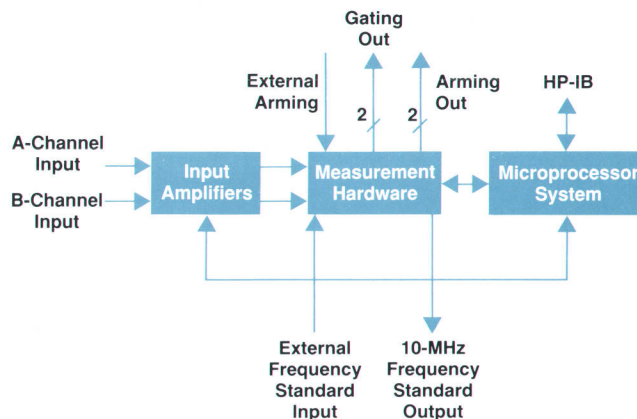 Gating
Out
External
Arming
Arming
Out
HP-IB
2
2
A-Channel
Input
B-Channel
Input
Input
Amplifiers
Measurement
Hardware
Microprocessor
System
External
Frequency
Standard
Input
10-MHz
Frequency
Standard
Output